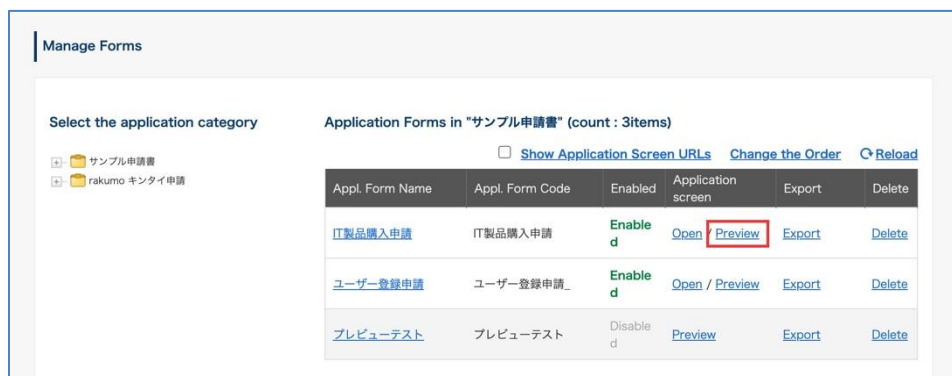 Manage Forms
Select the application category
サンプル申請書
rakumo キンタイ申請
Application Forms in "サンプル申請書" (count : 3items)
Show Application Screen URLs Change the Order Reload
Appl. Form Name Appl. Form Code Enabled Application screen Export Delete
IT製品購入申請 IT製品購入申請 Enabled Open / Preview Export Delete
ユーザー登録申請 ユーザー登録申請_ Enabled Open / Preview Export Delete
プレビューテスト プレビューテスト Disabled Preview Export Delete